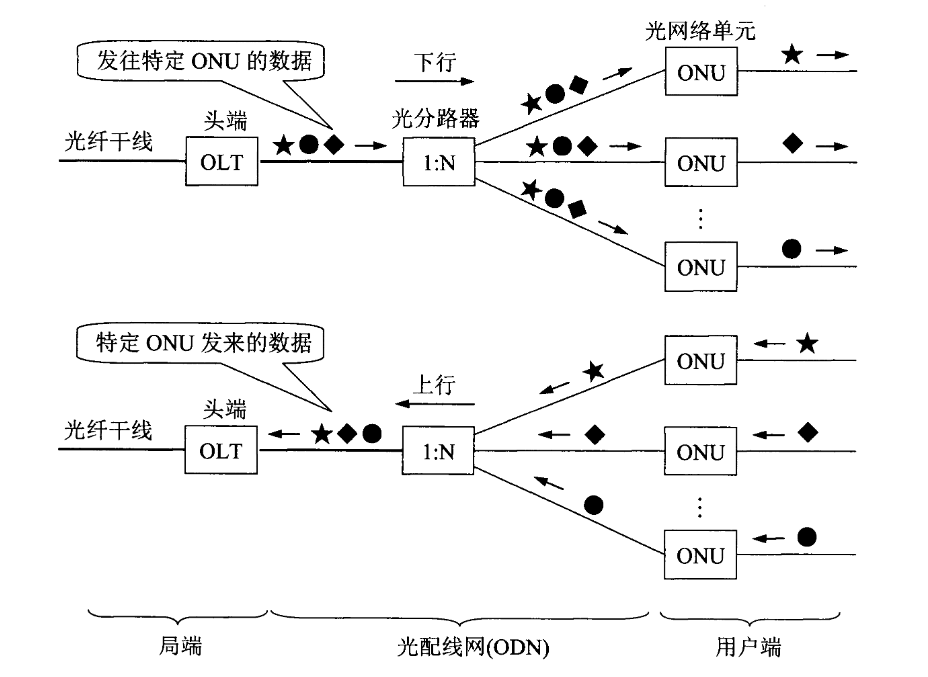 光网络单元
发往特定 ONU 的数据
下行
ONU
头端
光分路器
光纤干线
OLT
1:N
ONU
ONU
特定 ONU 发来的数据
上行
ONU
头端
光纤干线
OLT
1:N
ONU
ONU
局端
光配线网(ODN)
用户端